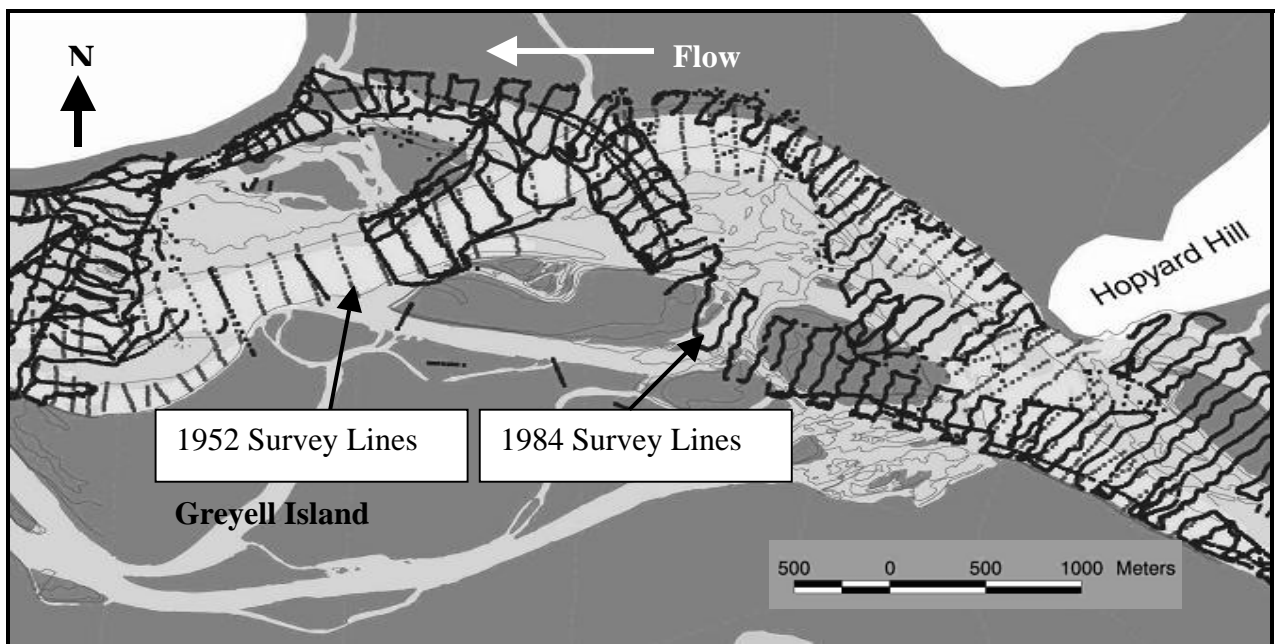 N
Flow
Hopyard Hill
1952 Survey Lines
1984 Survey Lines
Greyell Island
500 0 500 1000 Meters